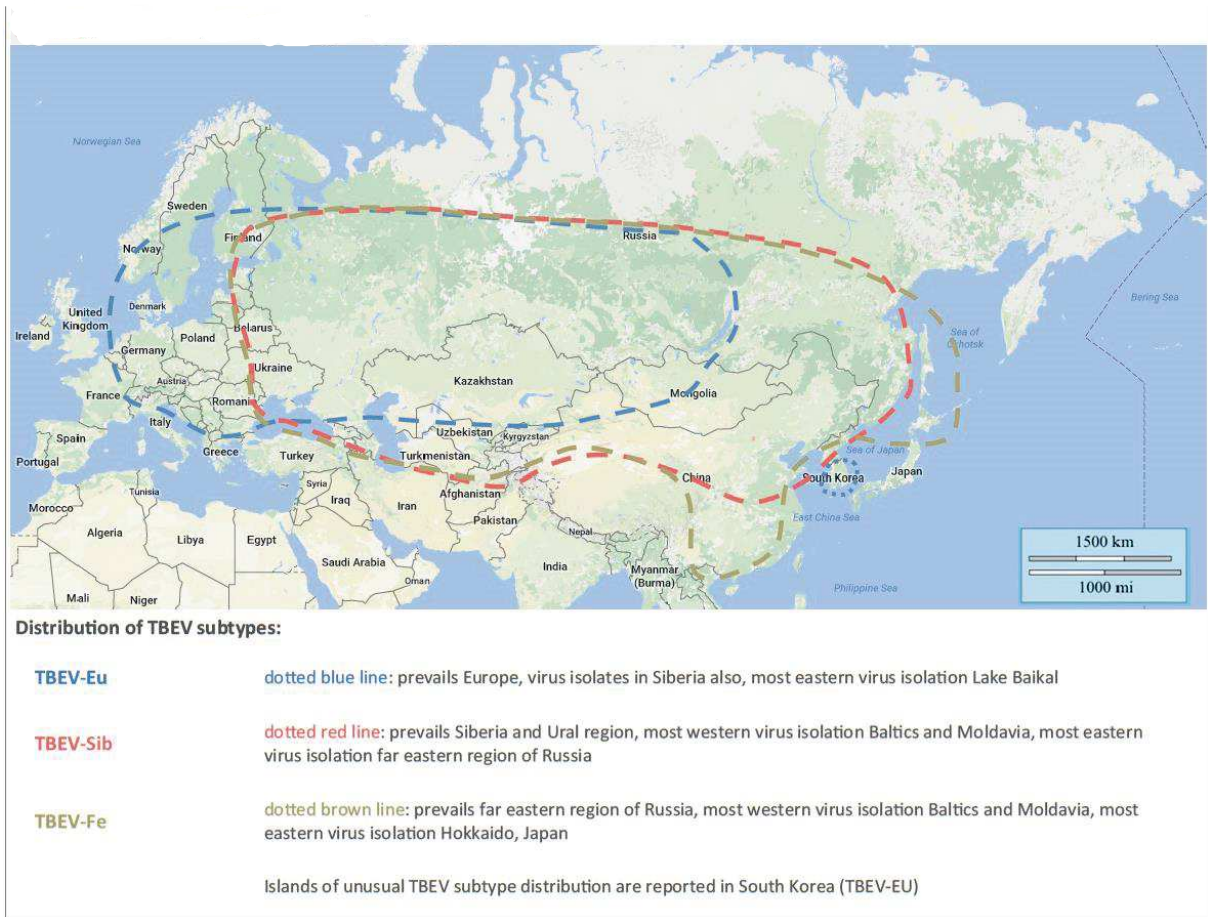 Norwegian Sea
Sweden
Finland
Norway
Russia
Bering Sea
United
Kingdom
Denmark
Ireland
Sea of
Okhotsk
Belarus
Poland
Germany
Ukraine
Austria
Kazakhstan
Mongolia
France
Romani
Italy
Uzbekistan
Kyrgyzstan
Spain
Portugal
Greece
Turkey
Turkmenistan
Sea of Japan
Japan
South Korea
China
Syria
Afghanistan
Tunisia
Morocco
Iraq
Iran
Pakistan
East China Sea
Algeria
Libya
Egypt
Nepal
Saudi Arabia
India
Oman
Myanmar
(Burma)
Philippine Sea
Mali
Niger
1500 km
1000 mi
Distribution of TBEV subtypes:
TBEV-Eu dotted blue line: prevails Europe, virus isolates in Siberia also, most eastern virus isolation Lake Baikal
TBEV-Sib dotted red line: prevails Siberia and Ural region, most western virus isolation Baltics and Moldavia, most eastern
virus isolation far eastern region of Russia
TBEV-Fe dotted brown line: prevails far eastern region of Russia, most western virus isolation Baltics and Moldavia, most
eastern virus isolation Hokkaido, Japan
Islands of unusual TBEV subtype distribution are reported in South Korea (TBEV-EU)